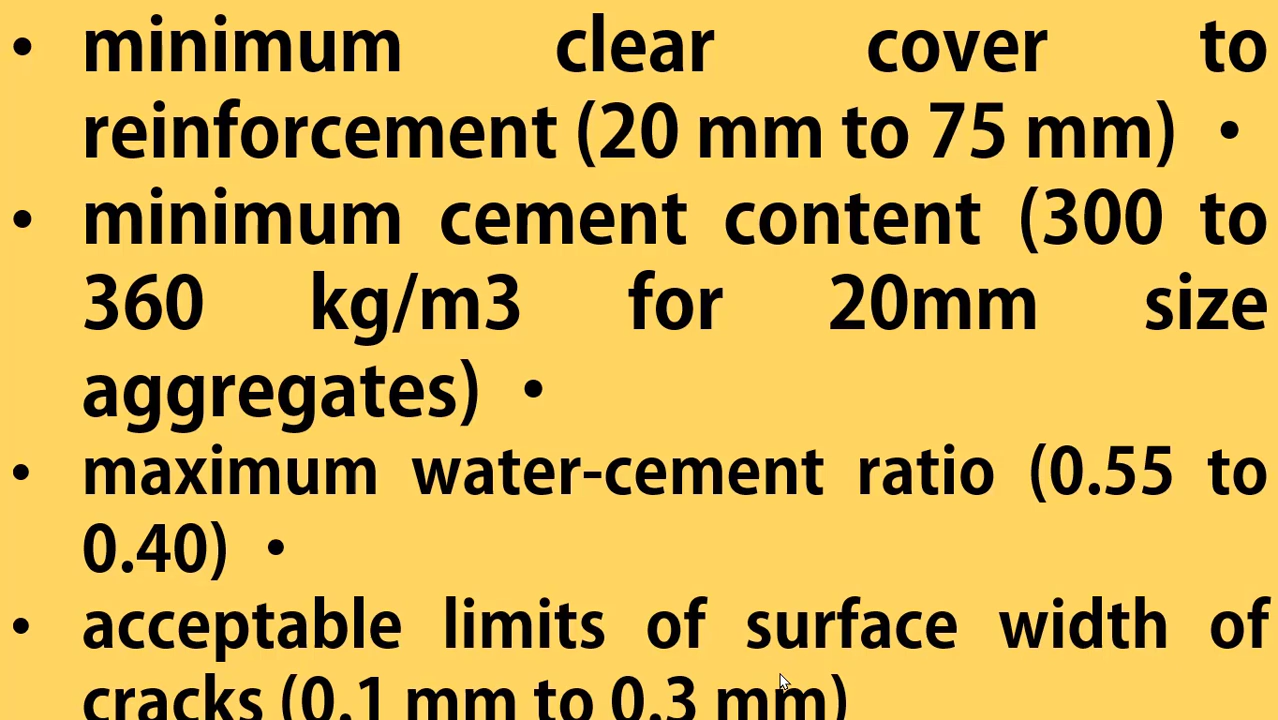 • minimum clear cover to
reinforcement (20 mm to 75 mm) •
• minimum cement content (300 to
360 kg/m3 for 20mm size
aggregates) •
• maximum water-cement ratio (0.55 to
0.40) •
• acceptable limits of surface width of
cracks (0.1 mm to 0.3 mm)